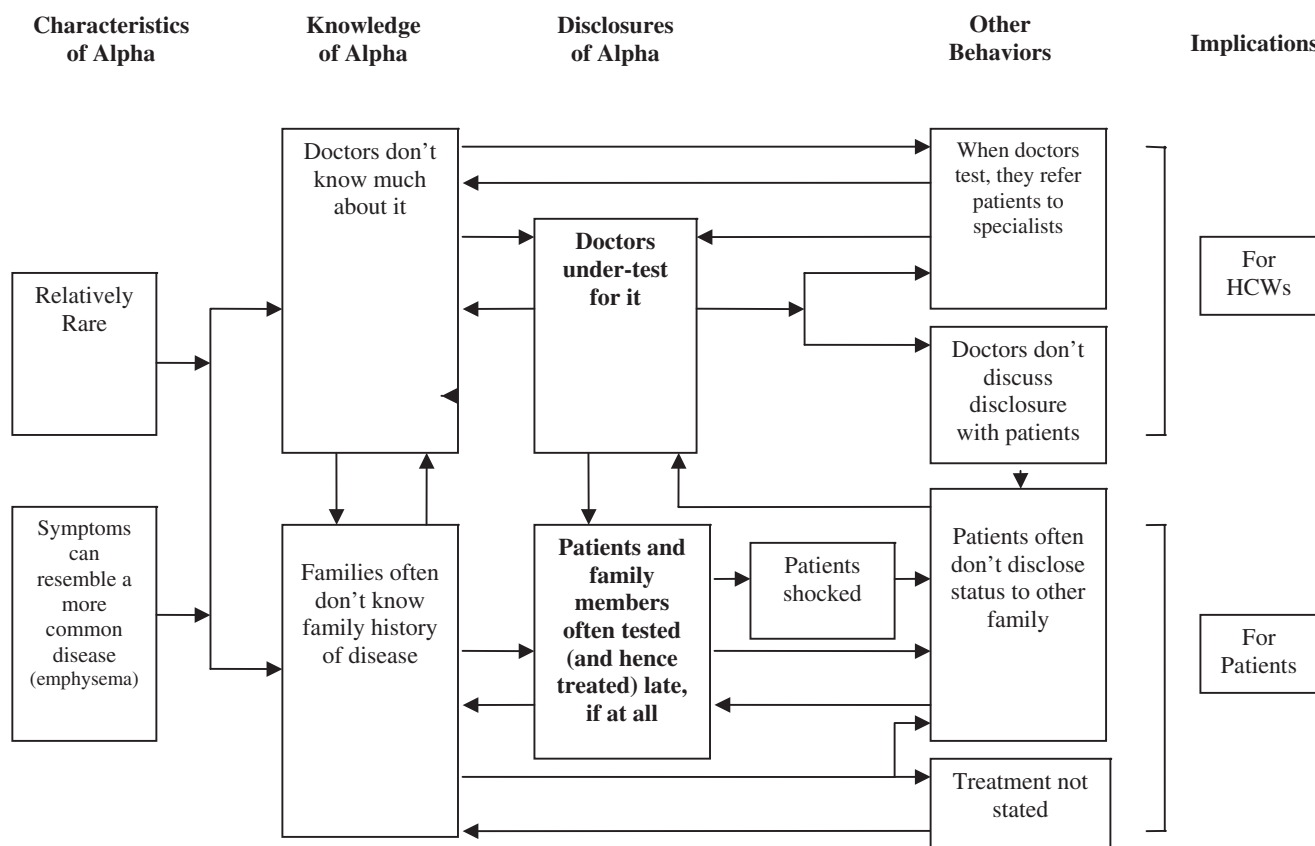 Characteristics
of Alpha
Knowledge
of Alpha
Disclosures
of Alpha
Other
Behaviors
Implications
Relatively
Rare
Symptoms
can
resemble a
more
common
disease
(emphysema)
Doctors don't
know much
about it
Families often
don't know
family history
of disease
Doctors
under-test
for it
Patients and
family
members
often tested
(and hence
treated) late,
if at all
Patients
shocked
When doctors
test, they refer
patients to
specialists
Doctors don't
discuss
disclosure
with patients
Patients often
don't disclose
status to other
family
Treatment not
stated
For
HCWs
For
Patients